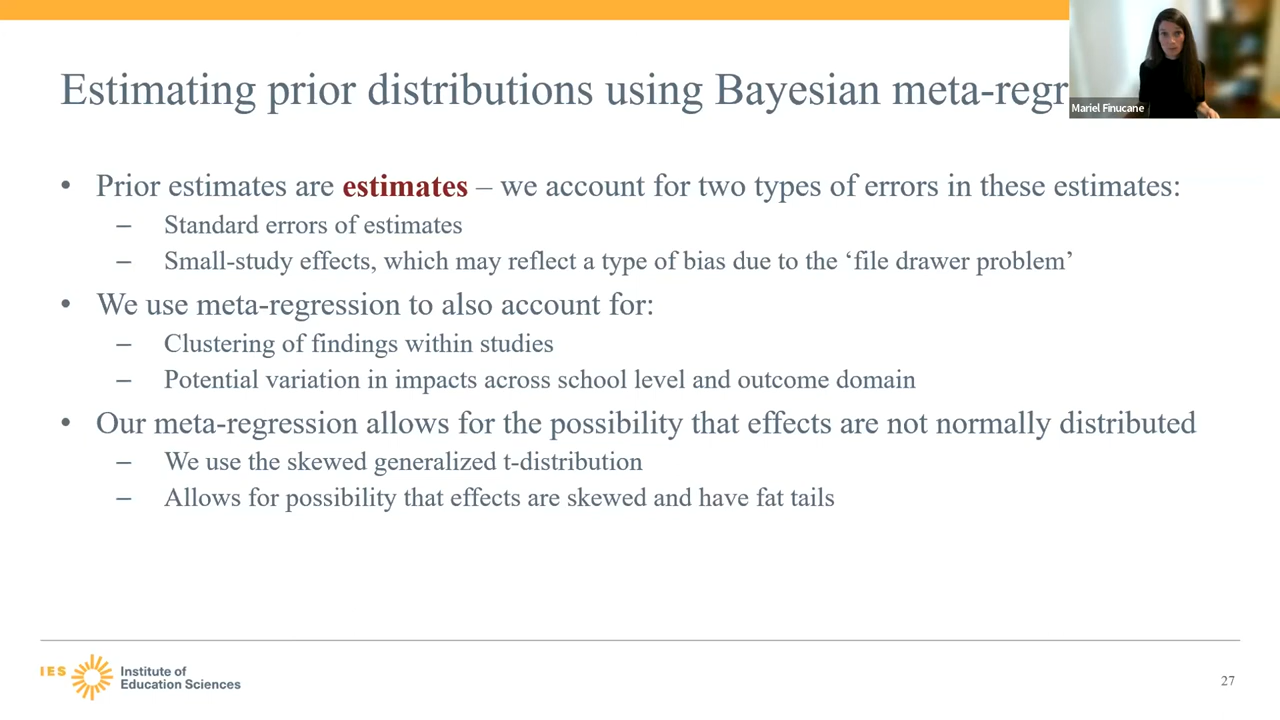 Estimating prior distributions using Bayesian meta-regr
Mariel Finucane
• Prior estimates are estimates – we account for two types of errors in these estimates:
– Standard errors of estimates
– Small-study effects, which may reflect a type of bias due to the ‘file drawer problem’
• We use meta-regression to also account for:
– Clustering of findings within studies
– Potential variation in impacts across school level and outcome domain
• Our meta-regression allows for the possibility that effects are not normally distributed
– We use the skewed generalized t-distribution
– Allows for possibility that effects are skewed and have fat tails
IES Institute of
Education Sciences
27